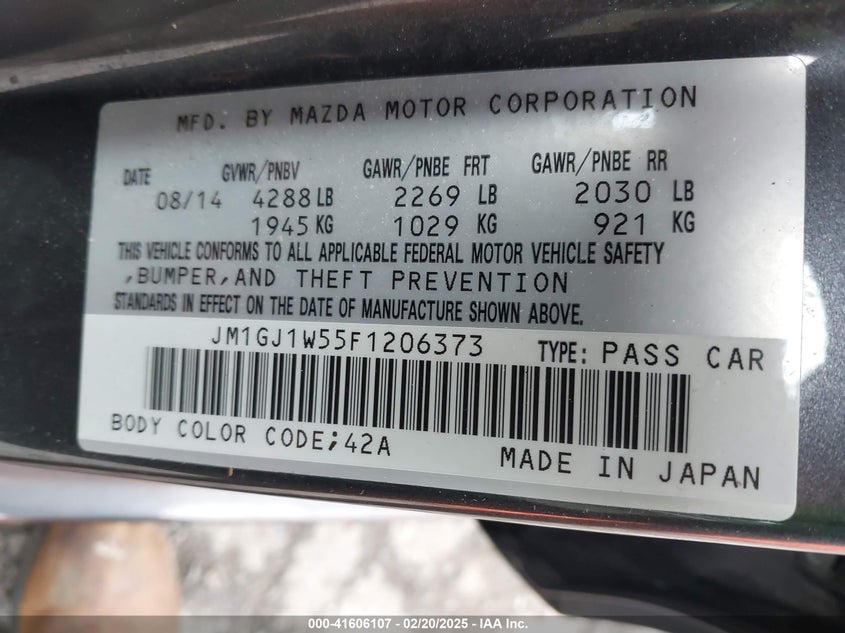 MFD. BY MAZDA MOTOR CORPORATION
DATE GVWR/PNBV GAWR/PNBE FRT GAWR/PNBE RR
08/14 4288 LB 2269 LB 2030 LB
1945 KG 1029 KG 921 KG
THIS VEHICLE CONFORMS TO ALL APPLICABLE FEDERAL MOTOR VEHICLE SAFETY
,BUMPER,AND THEFT PREVENTION
STANDARDS IN EFFECT ON THE DATE OF MANUFACTURE SHOWN ABOVE.
JM1GJ1W55F1206373 TYPE: PASS CAR
BODY COLOR CODE;42A
MADE IN JAPAN
000-41606107 - 02/20/2025 - IAA Inc.